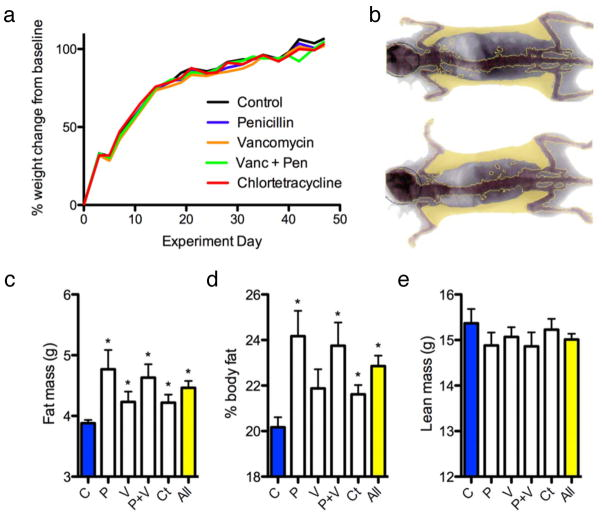 a
% weight change from baseline
100
50
0
0 10 20 30 40 50
Experiment Day
Control
Penicillin
Vancomycin
Vanc + Pen
Chlortetracycline
b
c
Fat mass (g)
6
5
4
3
* * * * *
C P V P+V Ct All
d
% body fat
26
24
22
20
18
* * * *
C P V P+V Ct All
e
Lean mass (g)
16
15
14
13
12
C P V P+V Ct All